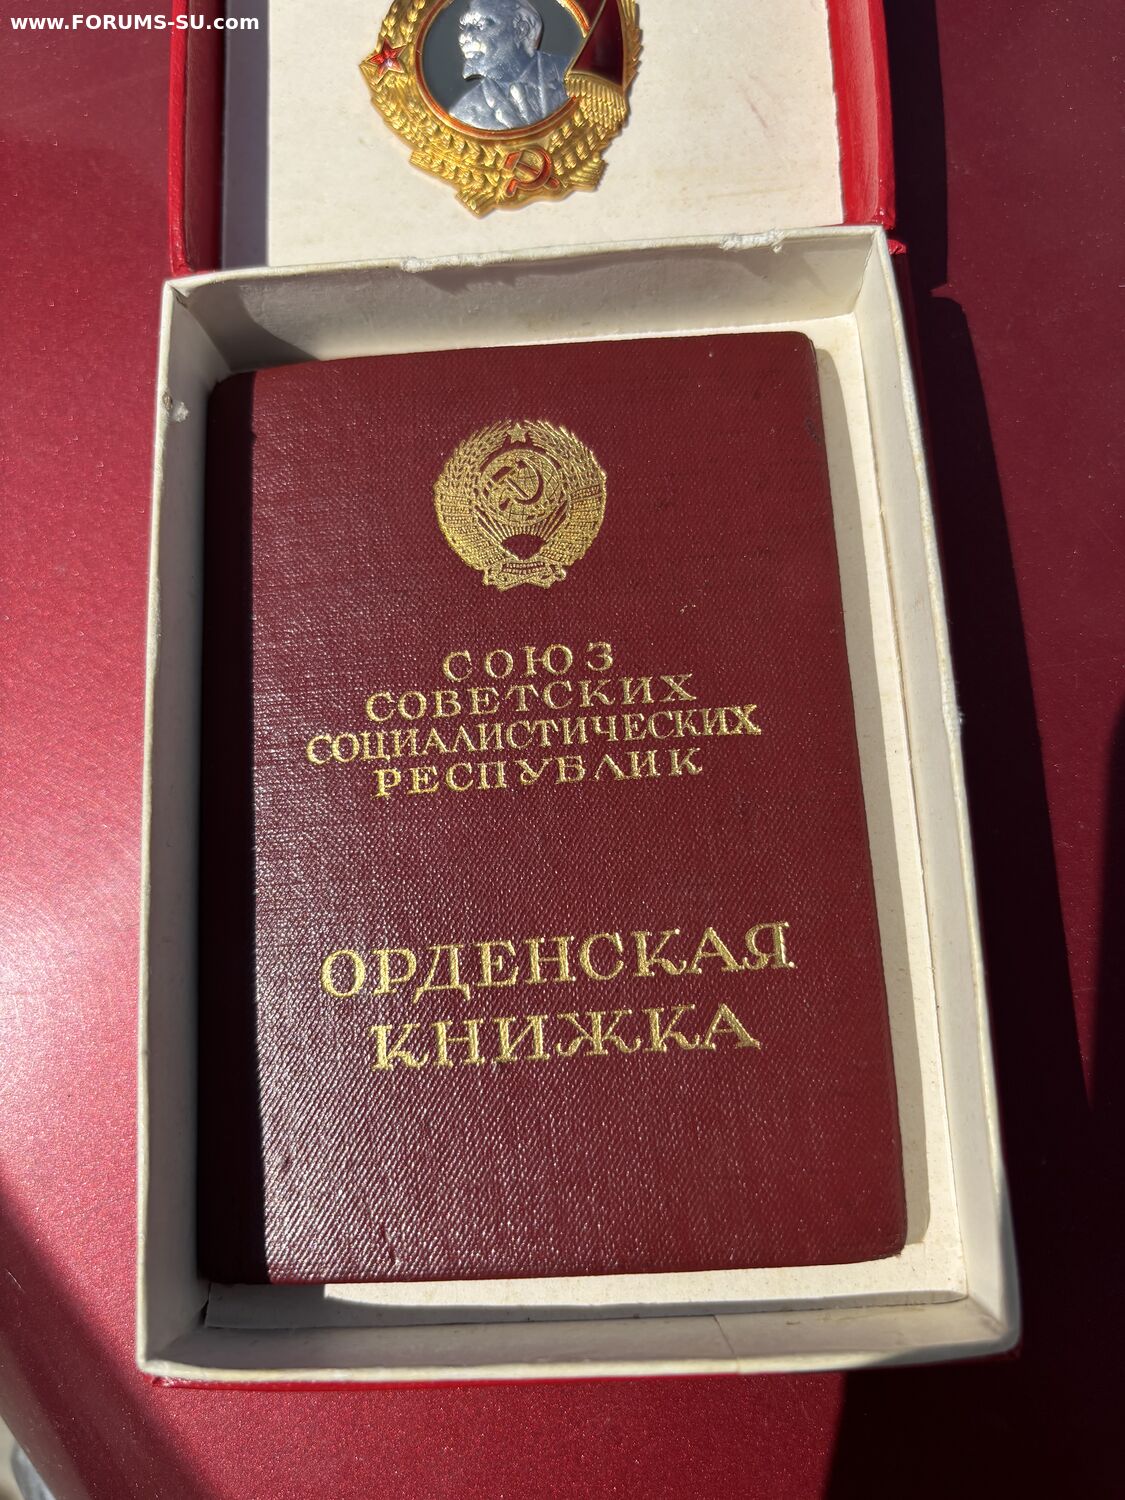 www.FORUMS-SU.com
СОЮЗ
СОВЕТСКИХ
СОЦИАЛИСТИЧЕСКИХ
РЕСПУБЛИК
ОРДЕНСКАЯ
КНИЖКА